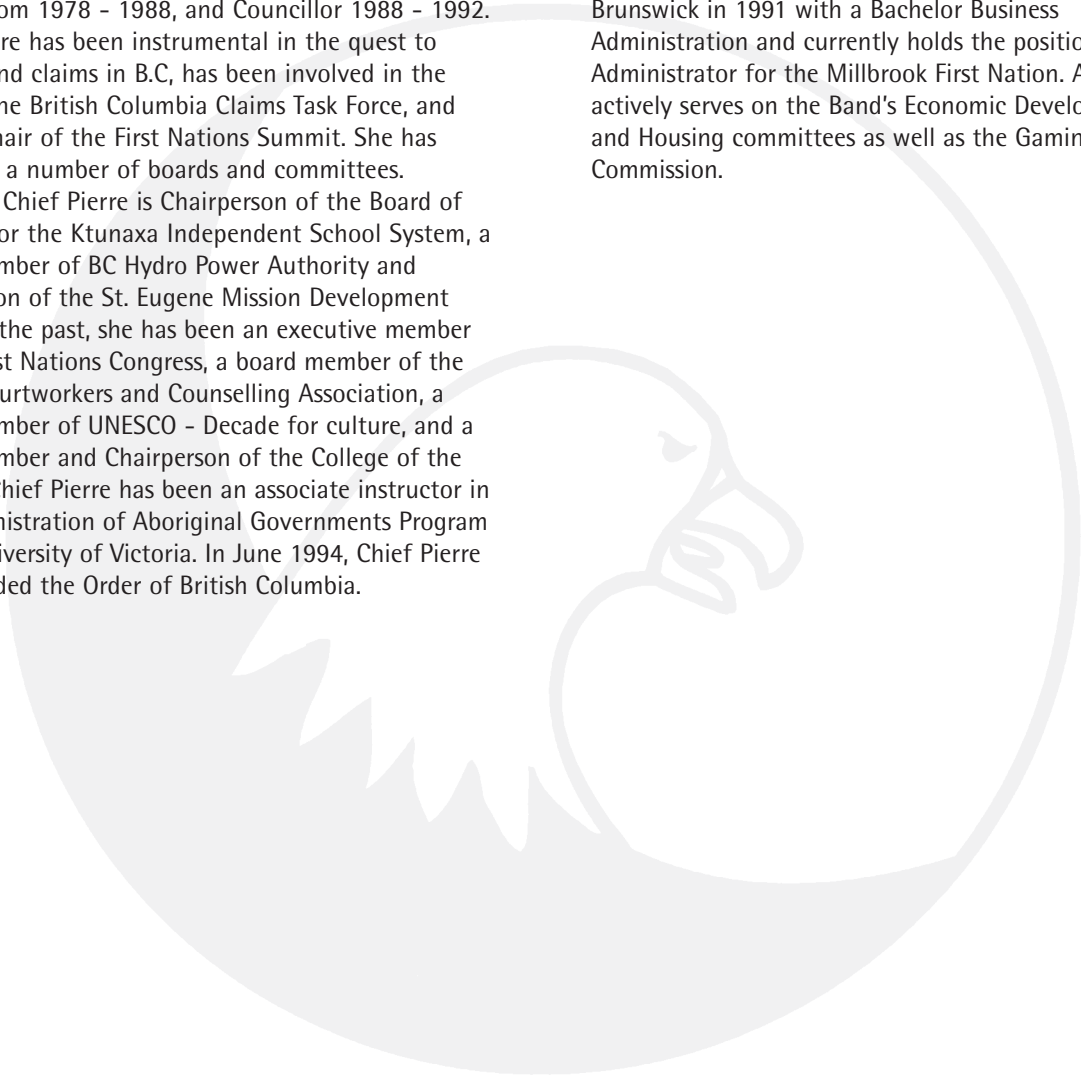 om 1978 - 1988, and Councillor 1988 - 1992.
re has been instrumental in the quest to
nd claims in B.C, has been involved in the
ne British Columbia Claims Task Force, and
hair of the First Nations Summit. She has
a number of boards and committees.
Chief Pierre is Chairperson of the Board of
or the Ktunaxa Independent School System, a
mber of BC Hydro Power Authority and
on of the St. Eugene Mission Development
the past, she has been an executive member
st Nations Congress, a board member of the
urtworkers and Counselling Association, a
mber of UNESCO - Decade for culture, and a
mber and Chairperson of the College of the
Chief Pierre has been an associate instructor in
nistration of Aboriginal Governments Program
iversity of Victoria. In June 1994, Chief Pierre
ded the Order of British Columbia.
Brunswick in 1991 with a Bachelor Business
Administration and currently holds the positio
Administrator for the Millbrook First Nation. A
actively serves on the Band's Economic Develo
and Housing committees as well as the Gamin
Commission.